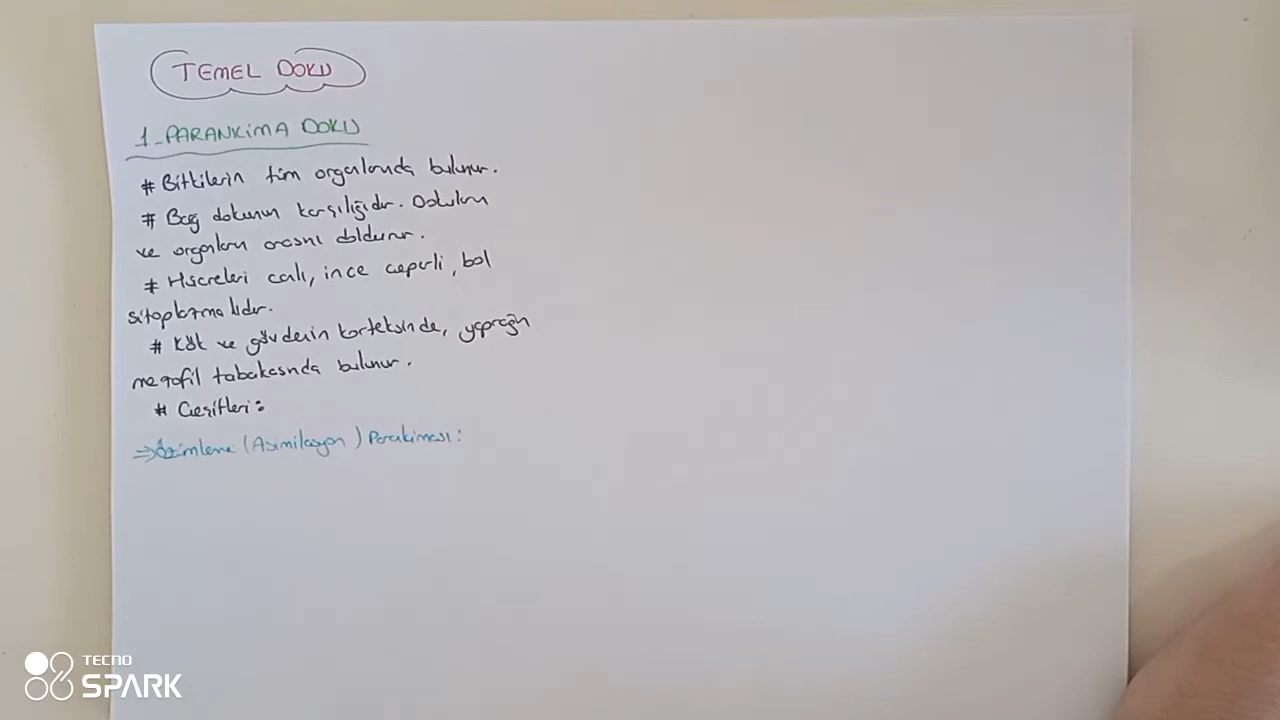 TEMEL DOKU
1-PARANKİMA DOKU
# Bitkilerin tüm organlarında bulunur.
# Bağ dokunun karşılığıdır. Dokuların
ve organların arasını doldurur.
# Hücreleri canlı, ince çeperli, bol
sitoplazmalıdır.
# Kök ve gövdenin korteksinde, yaprağın
mezofil tabakasında bulunur.
# Çeşitleri:
⇒ Özümleme (Asimilasyon) Parankiması:
TECNO
SPARK